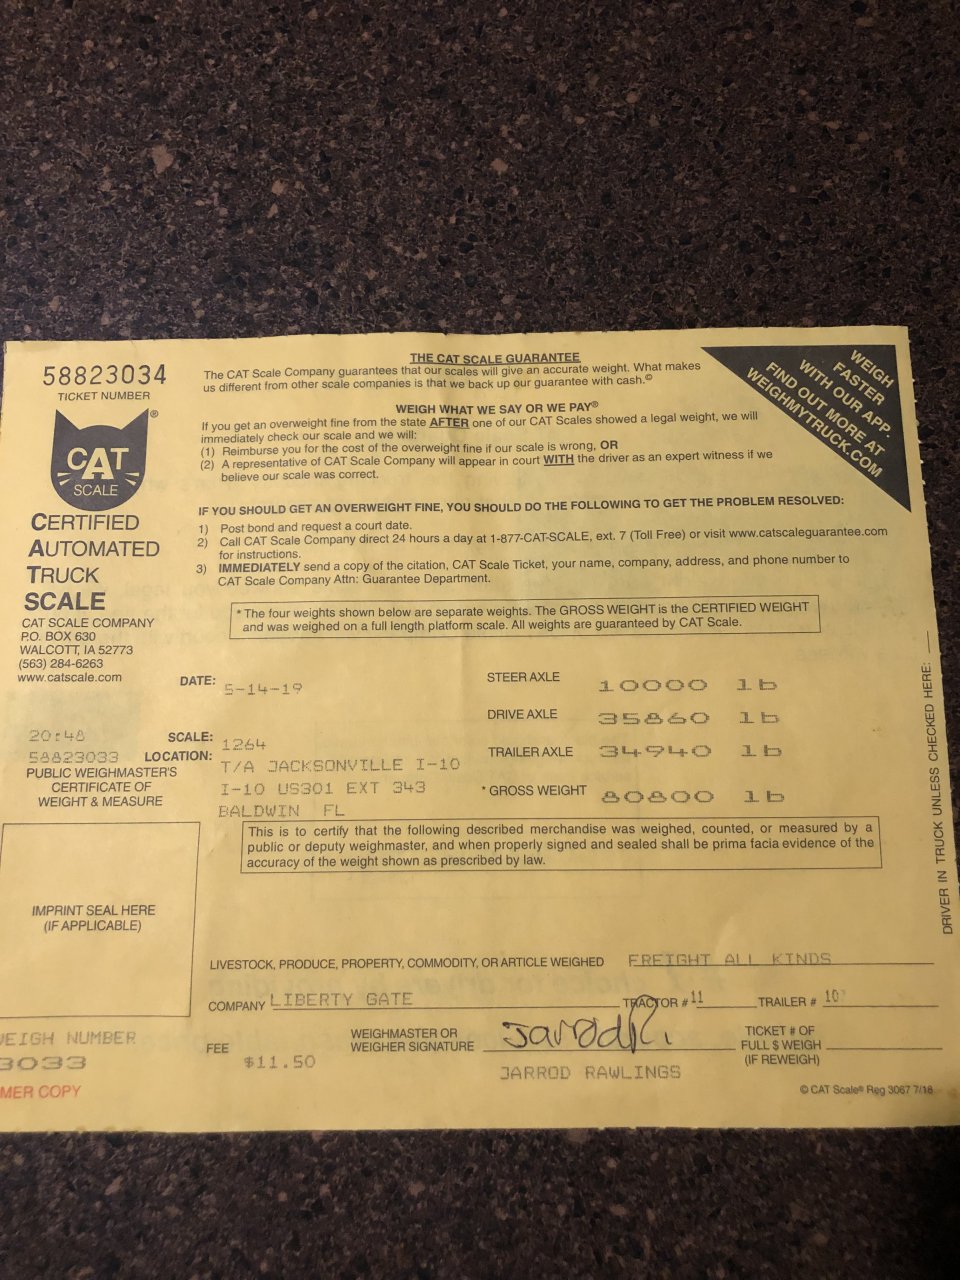 58823034
TICKET NUMBER
THE CAT SCALE GUARANTEE
The CAT Scale Company guarantees that our scales will give an accurate weight. What makes
us different from other scale companies is that we back up our guarantee with cash.©
WEIGH WHAT WE SAY OR WE PAY®
If you get an overweight fine from the state AFTER one of our CAT Scales showed a legal weight, we will
immediately check our scale and we will:
(1) Reimburse you for the cost of the overweight fine if our scale is wrong, OR
(2) A representative of CAT Scale Company will appear in court WITH the driver as an expert witness if we
believe our scale was correct.
WEIGH
FASTER
WITH OUR APP.
FIND OUT MORE AT
WEIGHMYTRUCK.COM
®
CAT
SCALE
CERTIFIED
AUTOMATED
TRUCK
SCALE
CAT SCALE COMPANY
P.O. BOX 630
WALCOTT, IA 52773
(563) 284-6263
www.catscale.com
IF YOU SHOULD GET AN OVERWEIGHT FINE, YOU SHOULD DO THE FOLLOWING TO GET THE PROBLEM RESOLVED:
1) Post bond and request a court date.
2) Call CAT Scale Company direct 24 hours a day at 1-877-CAT-SCALE, ext. 7 (Toll Free) or visit www.catscaleguarantee.com
for instructions.
3) IMMEDIATELY send a copy of the citation, CAT Scale Ticket, your name, company, address, and phone number to
CAT Scale Company Attn: Guarantee Department.
* The four weights shown below are separate weights. The GROSS WEIGHT is the CERTIFIED WEIGHT
and was weighed on a full length platform scale. All weights are guaranteed by CAT Scale.
DATE: 5-14-19
STEER AXLE 10000 lb
DRIVE AXLE 35860 lb
20:48 SCALE: 1264
TRAILER AXLE 34940 lb
58823033 LOCATION: T/A JACKSONVILLE I-10
I-10 US301 EXT 343
BALDWIN FL
* GROSS WEIGHT 80800 lb
PUBLIC WEIGHMASTER'S
CERTIFICATE OF
WEIGHT & MEASURE
This is to certify that the following described merchandise was weighed, counted, or measured by a
public or deputy weighmaster, and when properly signed and sealed shall be prima facia evidence of the
accuracy of the weight shown as prescribed by law.
DRIVER IN TRUCK UNLESS CHECKED HERE:
IMPRINT SEAL HERE
(IF APPLICABLE)
LIVESTOCK, PRODUCE, PROPERTY, COMMODITY, OR ARTICLE WEIGHED FREIGHT ALL KINDS
COMPANY LIBERTY GATE TRACTOR # 11 TRAILER #
WEIGH NUMBER
3033
MER COPY
FEE $11.50
WEIGHMASTER OR
WEIGHER SIGNATURE Jarrod R.
JARROD RAWLINGS
TICKET # OF
FULL $ WEIGH
(IF REWEIGH)
© CAT Scale® Reg 3067 7/18